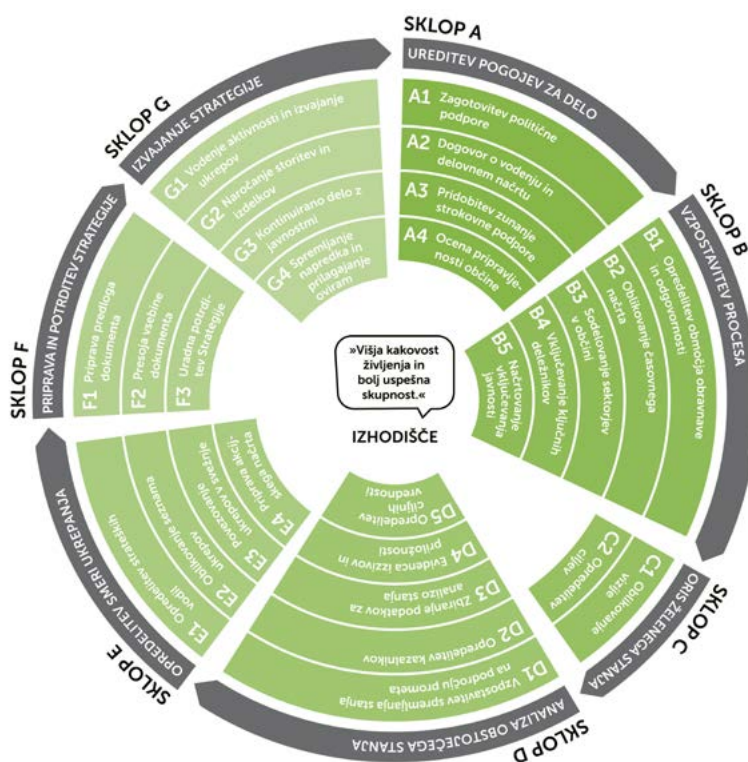 SKLOP A
UREDITEV POGOJEV ZA DELO
A1 Zagotovitev politične
podpore
A2 Dogovor o vodenju in
delovnem načrtu
A3 Pridobitev zunanje
strokovne podpore
A4 Ocena pripravlje-
nosti občine
SKLOP B
VZPOSTAVITEV PROCESA
B1 Opredelitev območja obravnave
in odgovornosti
B2 Oblikovanje časovnega
načrta
B3 Sodelovanje sektorjev
v občini
B4 Vključevanje ključnih
deležnikov
B5 Načrtovanje
vključevanja
javnosti
SKLOP C
ORIS ŽELENEGA STANJA
C1 Oblikovanje
vizije
C2 Opredelitev
ciljev
SKLOP D
ANALIZA OBSTOJEČEGA STANJA
D1 Vzpostavitev spremljanja stanja
na področju prometa
D2 Opredelitev kazalnikov
D3 Zbiranje podatkov za
analizo stanja
D4 Evidenca izzivov in
priložnosti
D5 Opredelitev
ciljnih
vrednosti
SKLOP E
OPREDELITEV SMERI UKREPANJA
E1 Opredelitev strateških
vodil
E2 Oblikovanje seznama
ukrepov
E3 Povezovanje
ukrepov v svežnje
E4 Priprava akcij-
skega načrta
SKLOP F
PRIPRAVA IN POTRDITEV STRATEGIJE
F1 Priprava predloga
dokumenta
F2 Presoja vsebine
dokumenta
F3 Uradna potrdi-
tev Strategije
SKLOP G
IZVAJANJE STRATEGIJE
G1 Vodenje aktivnosti in izvajanje
ukrepov
G2 Naročanje storitev in
izdelkov
G3 Kontinuirano delo z
javnostmi
G4 Spremljanje
napredka in
prilagajanje
oviram
»Višja kakovost
življenja in
bolj uspešna
skupnost.«
IZHODIŠČE